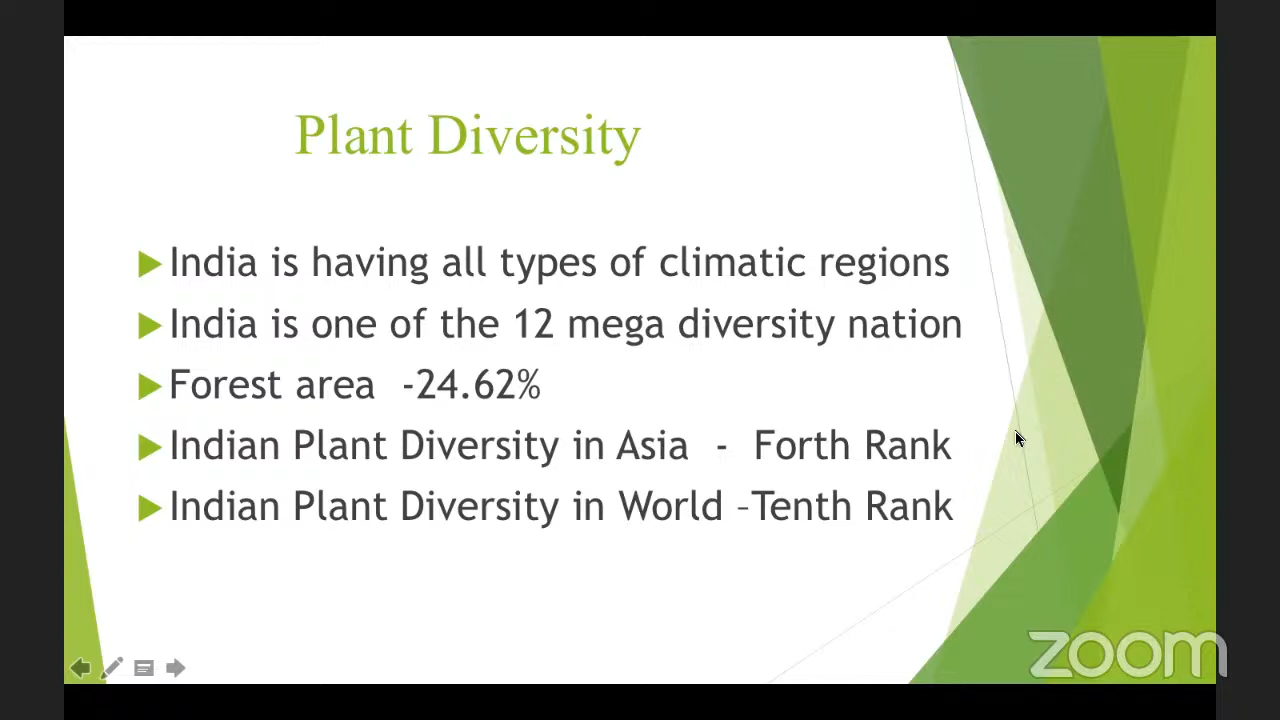 Plant Diversity
India is having all types of climatic regions
India is one of the 12 mega diversity nation
Forest area -24.62%
Indian Plant Diversity in Asia - Forth Rank
Indian Plant Diversity in World –Tenth Rank
zoom